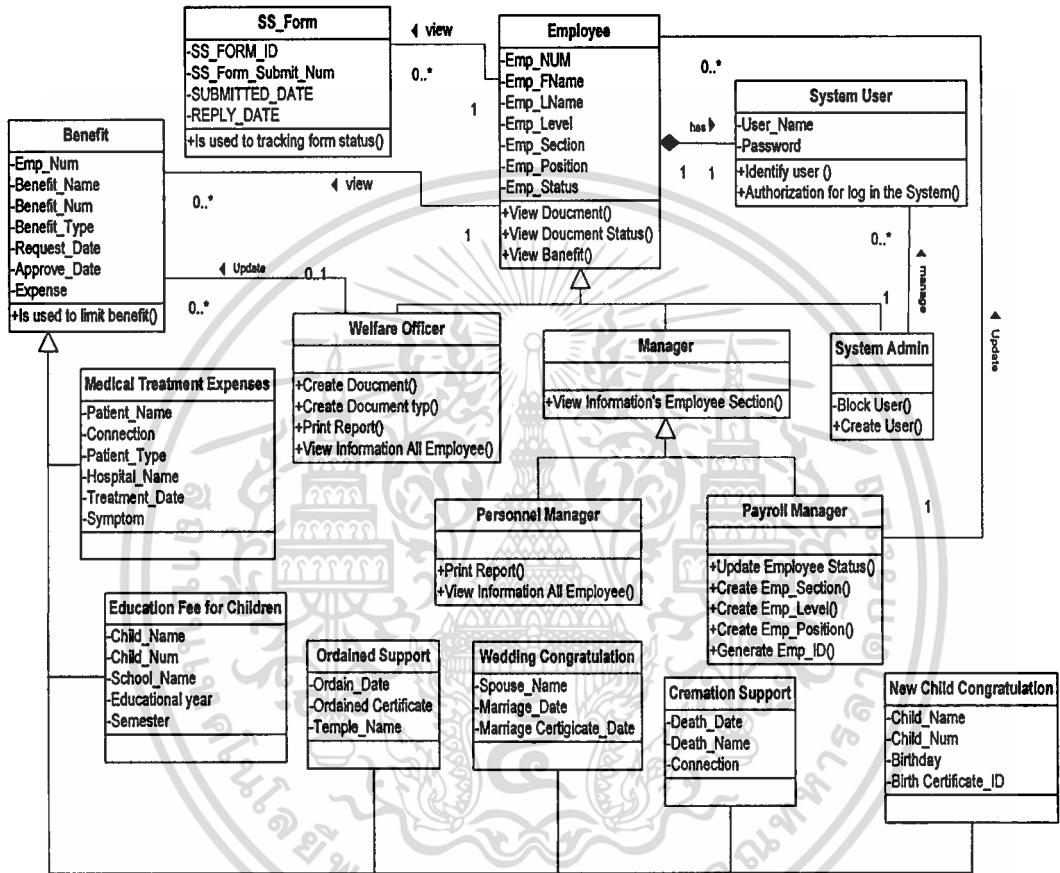 SS_Form
-SS_FORM_ID
-SS_Form_Submit_Num
-SUBMITTED_DATE
-REPLY_DATE
+Is used to tracking form status()
◄ view
0..*
1
Employee
-Emp_NUM
-Emp_FName
-Emp_LName
-Emp_Level
-Emp_Section
-Emp_Position
-Emp_Status
+View Doucment()
+View Doucment Status()
+View Banefit()
0..*
has ►
1 1
System User
-User_Name
-Password
+Identify user ()
+Authorization for log in the System()
Benefit
-Emp_Num
-Benefit_Name
-Benefit_Num
-Benefit_Type
-Request_Date
-Approve_Date
-Expense
+Is used to limit benefit()
◄ view
0..*
1
◄ Update
0..1
0..*
0..*
◄ manage
1
◄ Update
1
Welfare Officer
+Create Doucment()
+Create Document typ()
+Print Report()
+View Information All Employee()
Manager
+View Information's Employee Section()
System Admin
-Block User()
+Create User()
Medical Treatment Expenses
-Patient_Name
-Connection
-Patient_Type
-Hospital_Name
-Treatment_Date
-Symptom
Personnel Manager
+Print Report()
+View Information All Employee()
Payroll Manager
+Update Employee Status()
+Create Emp_Section()
+Create Emp_Level()
+Create Emp_Position()
+Generate Emp_ID()
Education Fee for Children
-Child_Name
-Child_Num
-School_Name
-Educational year
-Semester
Ordained Support
-Ordain_Date
-Ordained Certificate
-Temple_Name
Wedding Congratulation
-Spouse_Name
-Marriage_Date
-Marriage Certigicate_Date
Cremation Support
-Death_Date
-Death_Name
-Connection
New Child Congratulation
-Child_Name
-Child_Num
-Birthday
-Birth Certificate_ID